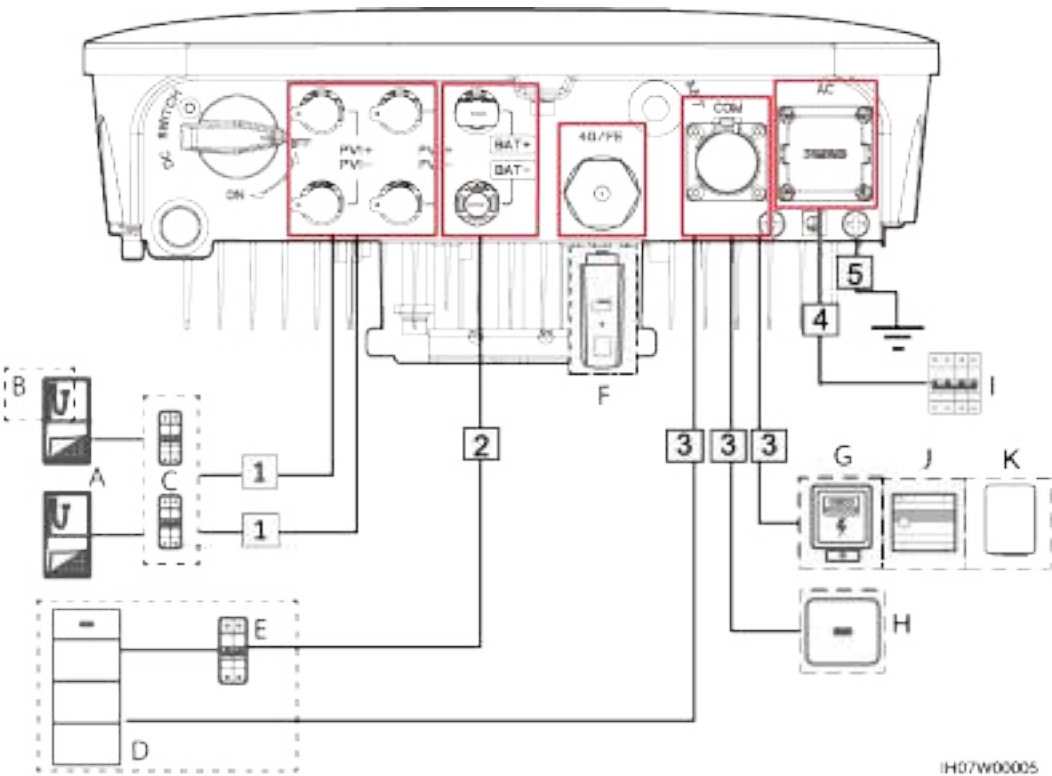 AC
COM
DC SWITCH
4G/PE
PV1+
PV1-
BAT+
BAT-
ON
5
4
B
F
I
2
3
3
3
A
C
1
G
J
K
1
E
H
D
IH07W00005